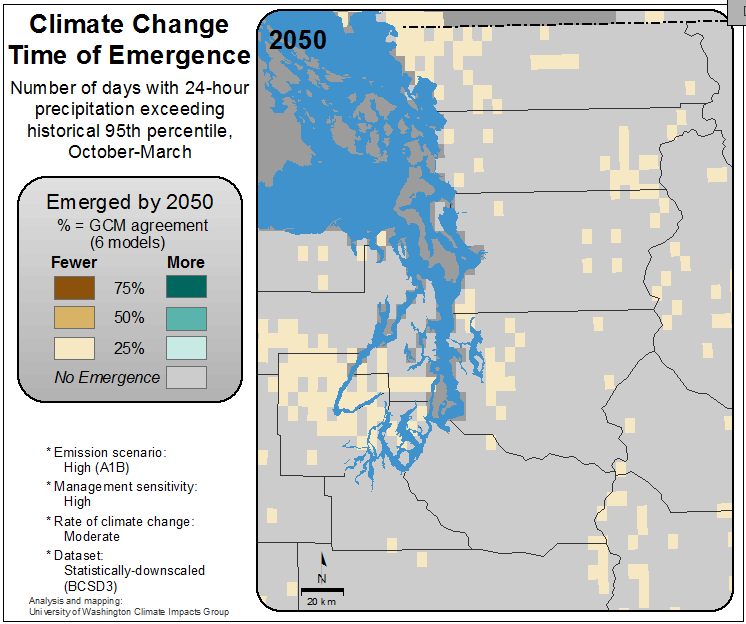 Climate Change
Time of Emergence
Number of days with 24-hour
precipitation exceeding
historical 95th percentile,
October-March
Emerged by 2050
% = GCM agreement
(6 models)
Fewer More
75%
50%
25%
No Emergence
* Emission scenario:
High (A1B)
* Management sensitivity:
High
* Rate of climate change:
Moderate
* Dataset:
Statistically-downscaled
(BCSD3)
Analysis and mapping:
University of Washington Climate Impacts Group
2050
N
20 km